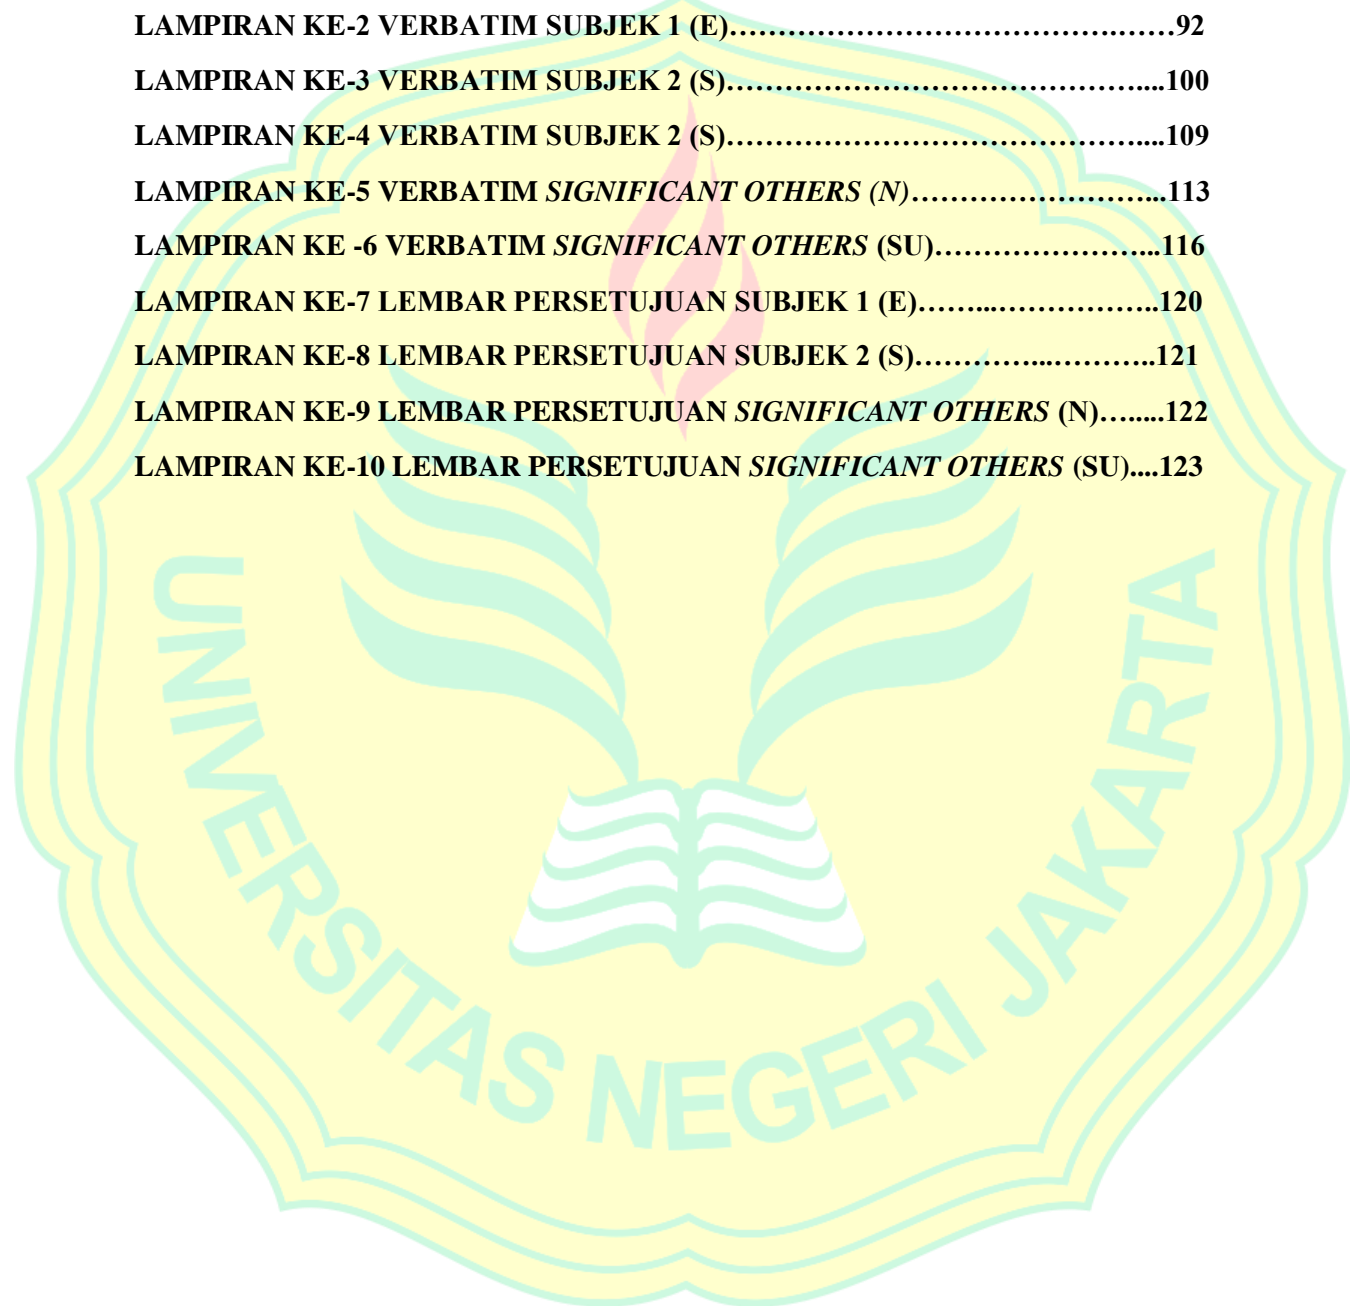 LAMPIRAN KE-2 VERBATIM SUBJEK 1 (E)………………………………….……92
LAMPIRAN KE-3 VERBATIM SUBJEK 2 (S)……………………………………....100
LAMPIRAN KE-4 VERBATIM SUBJEK 2 (S)……………………………………....109
LAMPIRAN KE-5 VERBATIM SIGNIFICANT OTHERS (N)……………………...113
LAMPIRAN KE -6 VERBATIM SIGNIFICANT OTHERS (SU)…………………...116
LAMPIRAN KE-7 LEMBAR PERSETUJUAN SUBJEK 1 (E)……...……………..120
LAMPIRAN KE-8 LEMBAR PERSETUJUAN SUBJEK 2 (S)…………...………..121
LAMPIRAN KE-9 LEMBAR PERSETUJUAN SIGNIFICANT OTHERS (N)….....122
LAMPIRAN KE-10 LEMBAR PERSETUJUAN SIGNIFICANT OTHERS (SU)....123
UNIVERSITAS NEGERI JAKARTA